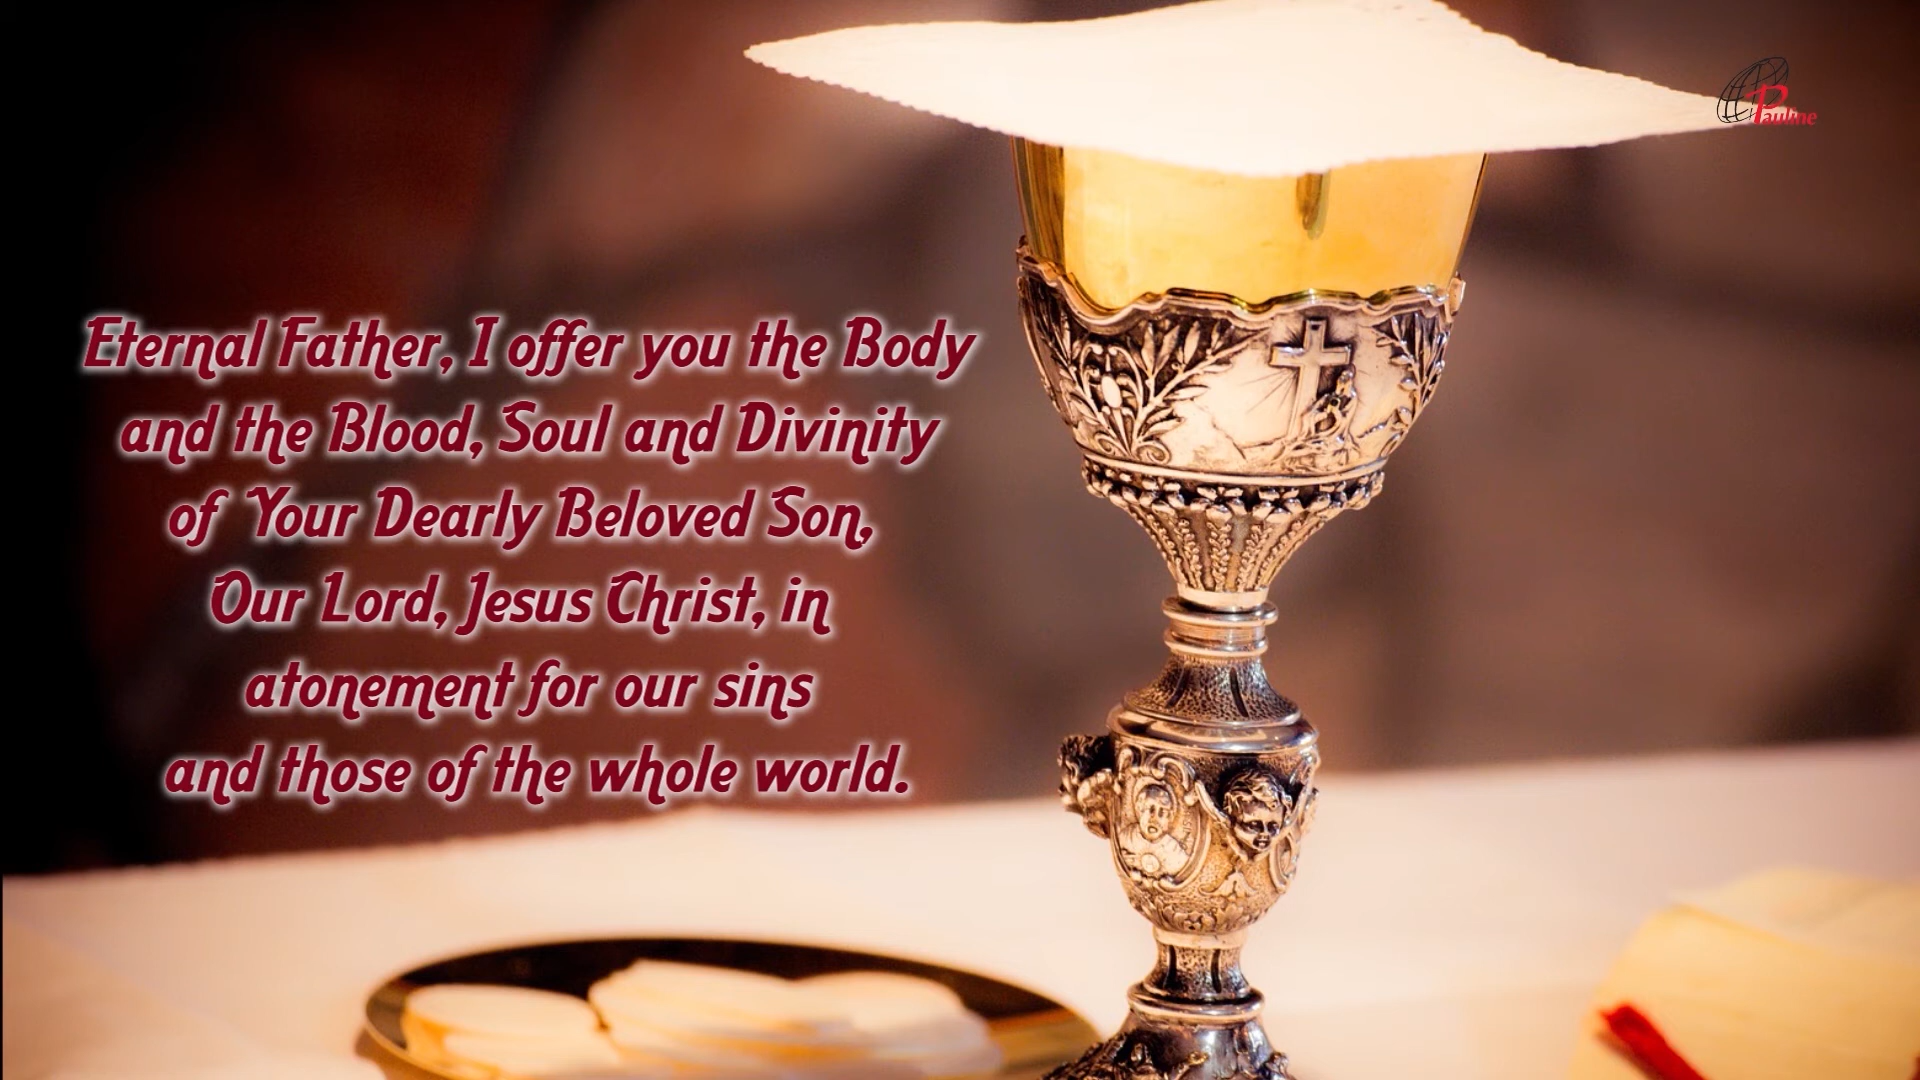 Pauline
Eternal Father, I offer you the Body
and the Blood, Soul and Divinity
of Your Dearly Beloved Son,
Our Lord, Jesus Christ, in
atonement for our sins
and those of the whole world.